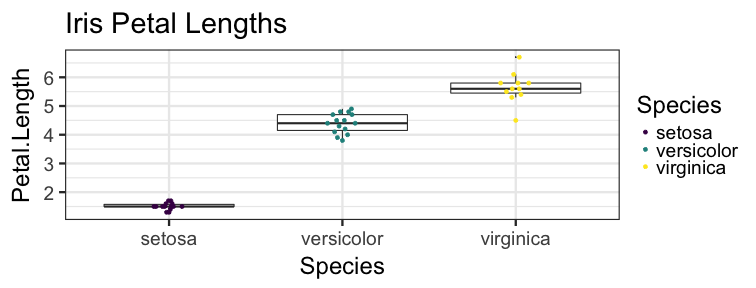 Iris Petal Lengths
Petal.Length
6
5
4
3
2
setosa versicolor virginica
Species
Species
setosa
versicolor
virginica